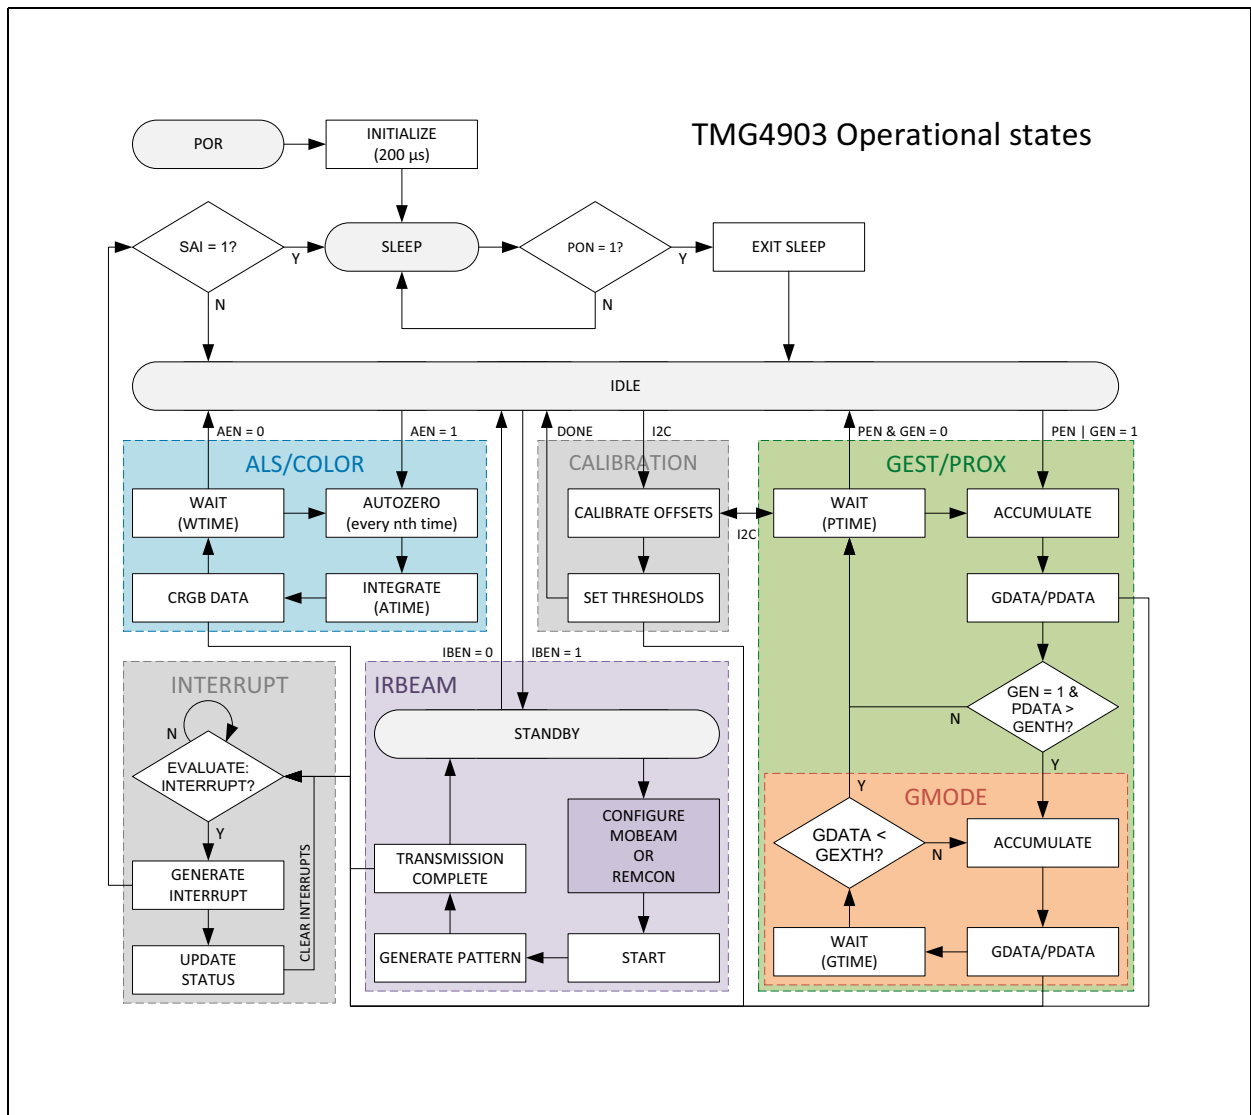 TMG4903 Operational states
POR
INITIALIZE
(200 µs)
SAI = 1?
Y
N
SLEEP
PON = 1?
Y
N
EXIT SLEEP
IDLE
AEN = 0
AEN = 1
DONE
I2C
PEN & GEN = 0
PEN | GEN = 1
ALS/COLOR
WAIT
(WTIME)
AUTOZERO
(every nth time)
CRGB DATA
INTEGRATE
(ATIME)
CALIBRATION
CALIBRATE OFFSETS
I2C
SET THRESHOLDS
GEST/PROX
WAIT
(PTIME)
ACCUMULATE
GDATA/PDATA
GEN = 1 &
PDATA >
GENTH?
N
Y
IBEN = 0
IBEN = 1
INTERRUPT
N
EVALUATE:
INTERRUPT?
Y
GENERATE
INTERRUPT
UPDATE
STATUS
CLEAR INTERRUPTS
IRBEAM
STANDBY
CONFIGURE
MOBEAM
OR
REMCON
TRANSMISSION
COMPLETE
GENERATE PATTERN
START
GMODE
Y
GDATA <
GEXTH?
N
ACCUMULATE
WAIT
(GTIME)
GDATA/PDATA